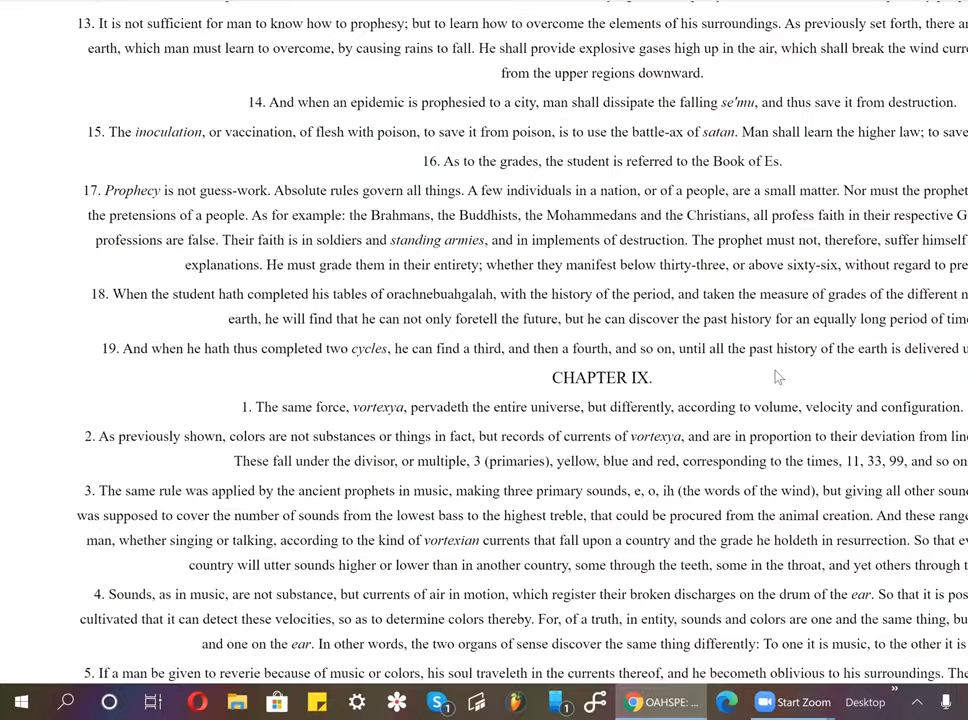 13. It is not sufficient for man to know how to prophesy; but to learn how to overcome the elements of his surroundings. As previously set forth, there
earth, which man must learn to overcome, by causing rains to fall. He shall provide explosive gases high up in the air, which shall break the wind
from the upper regions downward.
14. And when an epidemic is prophesied to a city, man shall dissipate the falling se'mu, and thus save it from destruction.
15. The inoculation, or vaccination, of flesh with poison, to save it from poison, is to use the battle-ax of satan. Man shall learn the higher law; to save
16. As to the grades, the student is referred to the Book of Es.
17. Prophecy is not guess-work. Absolute rules govern all things. A few individuals in a nation, or of a people, are a small matter. Nor must the prophet
the pretensions of a people. As for example: the Brahmans, the Buddhists, the Mohammedans and the Christians, all profess faith in their respective G
professions are false. Their faith is in soldiers and standing armies, and in implements of destruction. The prophet must not, therefore, suffer himself
explanations. He must grade them in their entirety; whether they manifest below thirty-three, or above sixty-six, without regard to pre
18. When the student hath completed his tables of orachnebuahgalah, with the history of the period, and taken the measure of grades of the different n
earth, he will find that he can not only foretell the future, but he can discover the past history for an equally long period of tim
19. And when he hath thus completed two cycles, he can find a third, and then a fourth, and so on, until all the past history of the earth is delivered u
CHAPTER IX.
1. The same force, vortexya, pervadeth the entire universe, but differently, according to volume, velocity and configuration.
2. As previously shown, colors are not substances or things in fact, but records of currents of vortexya, and are in proportion to their deviation from
These fall under the divisor, or multiple, 3 (primaries), yellow, blue and red, corresponding to the times, 11, 33, 99, and so on
3. The same rule was applied by the ancient prophets in music, making three primary sounds, e, o, ih (the words of the wind), but giving all other
was supposed to cover the number of sounds from the lowest bass to the highest treble, that could be procured from the animal creation. And these
man, whether singing or talking, according to the kind of vortexian currents that fall upon a country and the grade he holdeth in resurrection. So that
country will utter sounds higher or lower than in another country, some through the teeth, some in the throat, and yet others through
4. Sounds, as in music, are not substance, but currents of air in motion, which register their broken discharges on the drum of the ear. So that it is
cultivated that it can detect these velocities, so as to determine colors thereby. For, of a truth, in entity, sounds and colors are one and the same thing,
and one on the ear. In other words, the two organs of sense discover the same thing differently: To one it is music, to the other it is
5. If a man be given to reverie because of music or colors, his soul traveleth in the currents thereof, and he becometh oblivious to his surroundings.
OAHSPE: ...
Start Zoom
Desktop